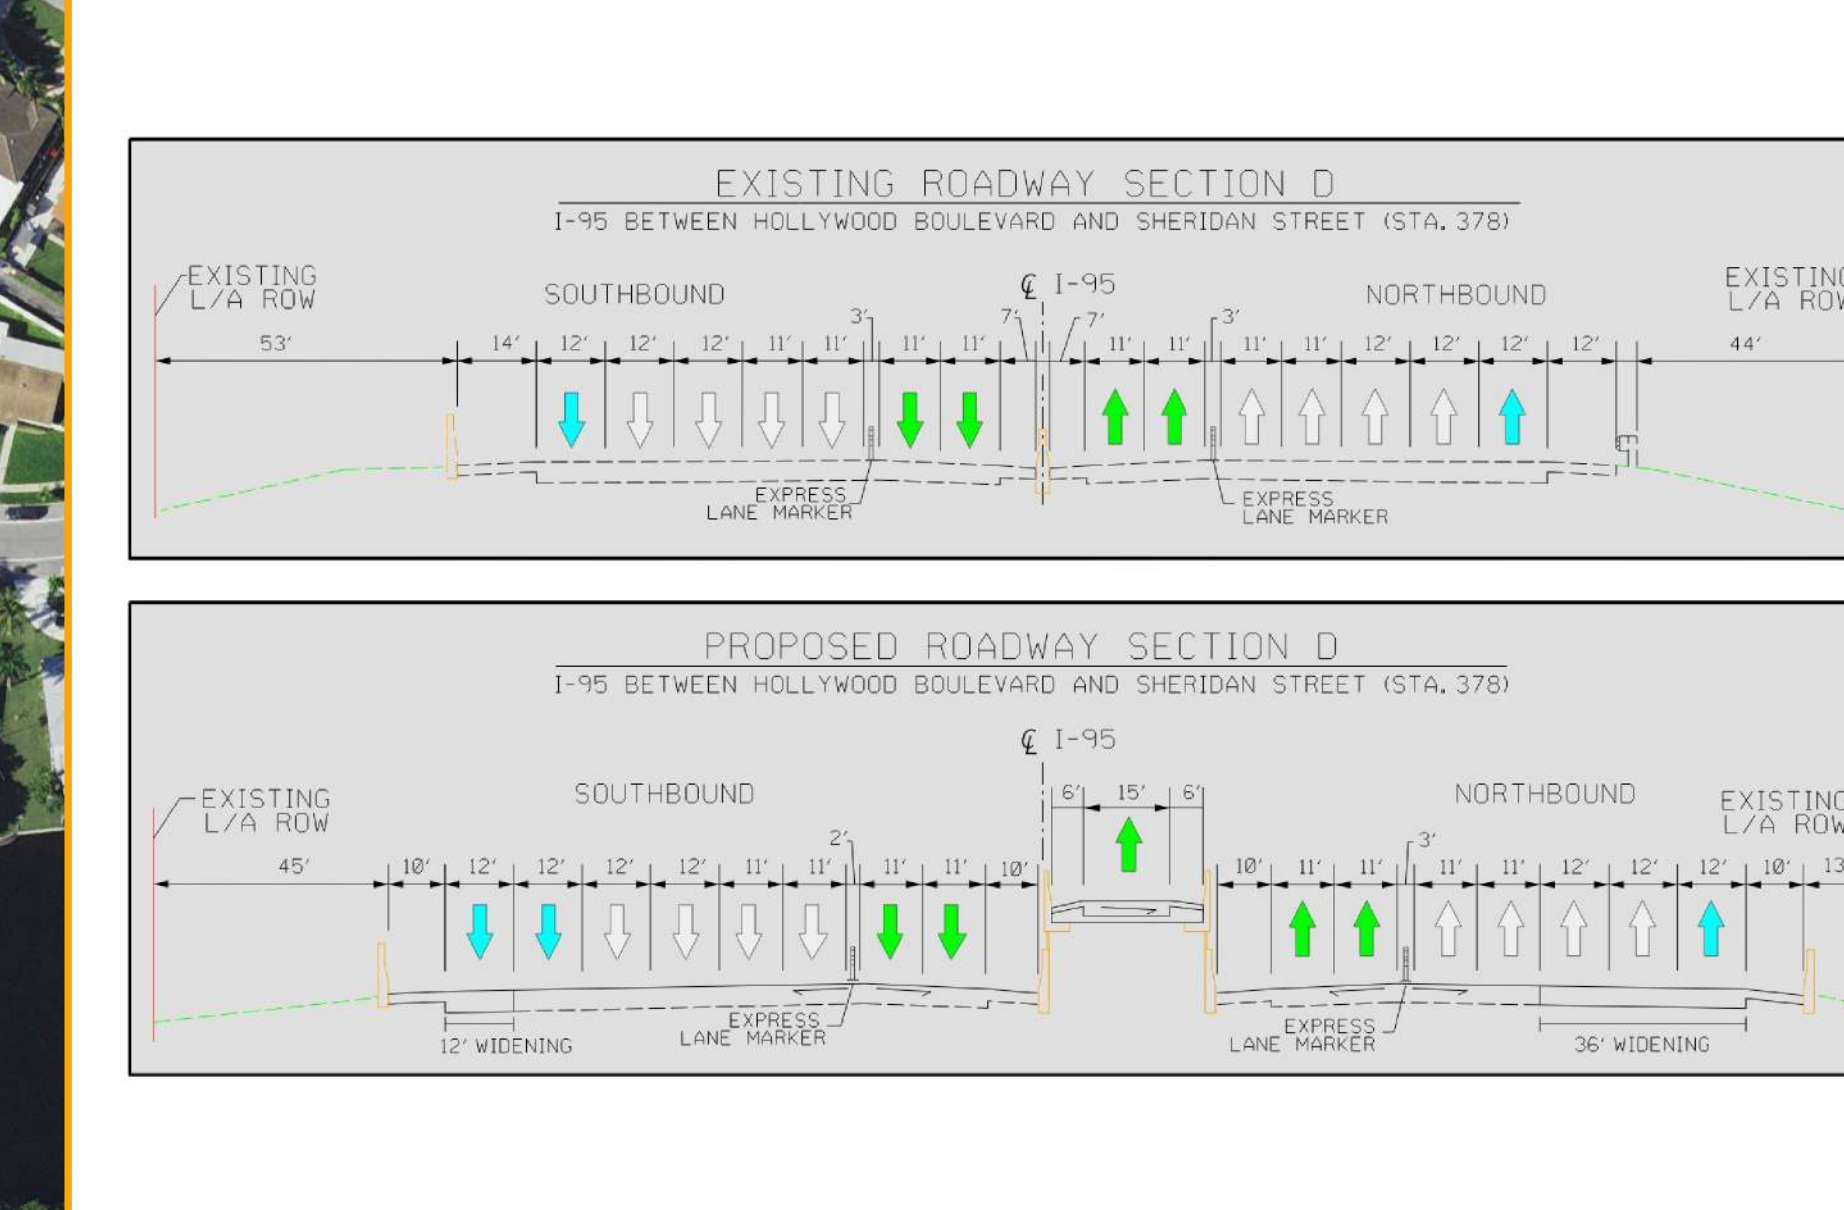 EXISTING ROADWAY SECTION D
I-95 BETWEEN HOLLYWOOD BOULEVARD AND SHERIDAN STREET (STA. 378)
EXISTING
L/A ROW
SOUTHBOUND
℄ I-95
NORTHBOUND
EXISTING
L/A ROW
3' 7' 7' 3'
53' 14' 12' 12' 12' 11' 11' 11' 11' 11' 11' 11' 11' 12' 12' 12' 12' 44'
EXPRESS
LANE MARKER
EXPRESS
LANE MARKER
PROPOSED ROADWAY SECTION D
I-95 BETWEEN HOLLYWOOD BOULEVARD AND SHERIDAN STREET (STA. 378)
℄ I-95
EXISTING
L/A ROW
SOUTHBOUND
6' 15' 6'
NORTHBOUND
EXISTING
L/A ROW
2' 3'
45' 10' 12' 12' 12' 12' 11' 11' 11' 11' 10' 10' 11' 11' 11' 11' 12' 12' 12' 10' 13
12' WIDENING
EXPRESS
LANE MARKER
EXPRESS
LANE MARKER
36' WIDENING